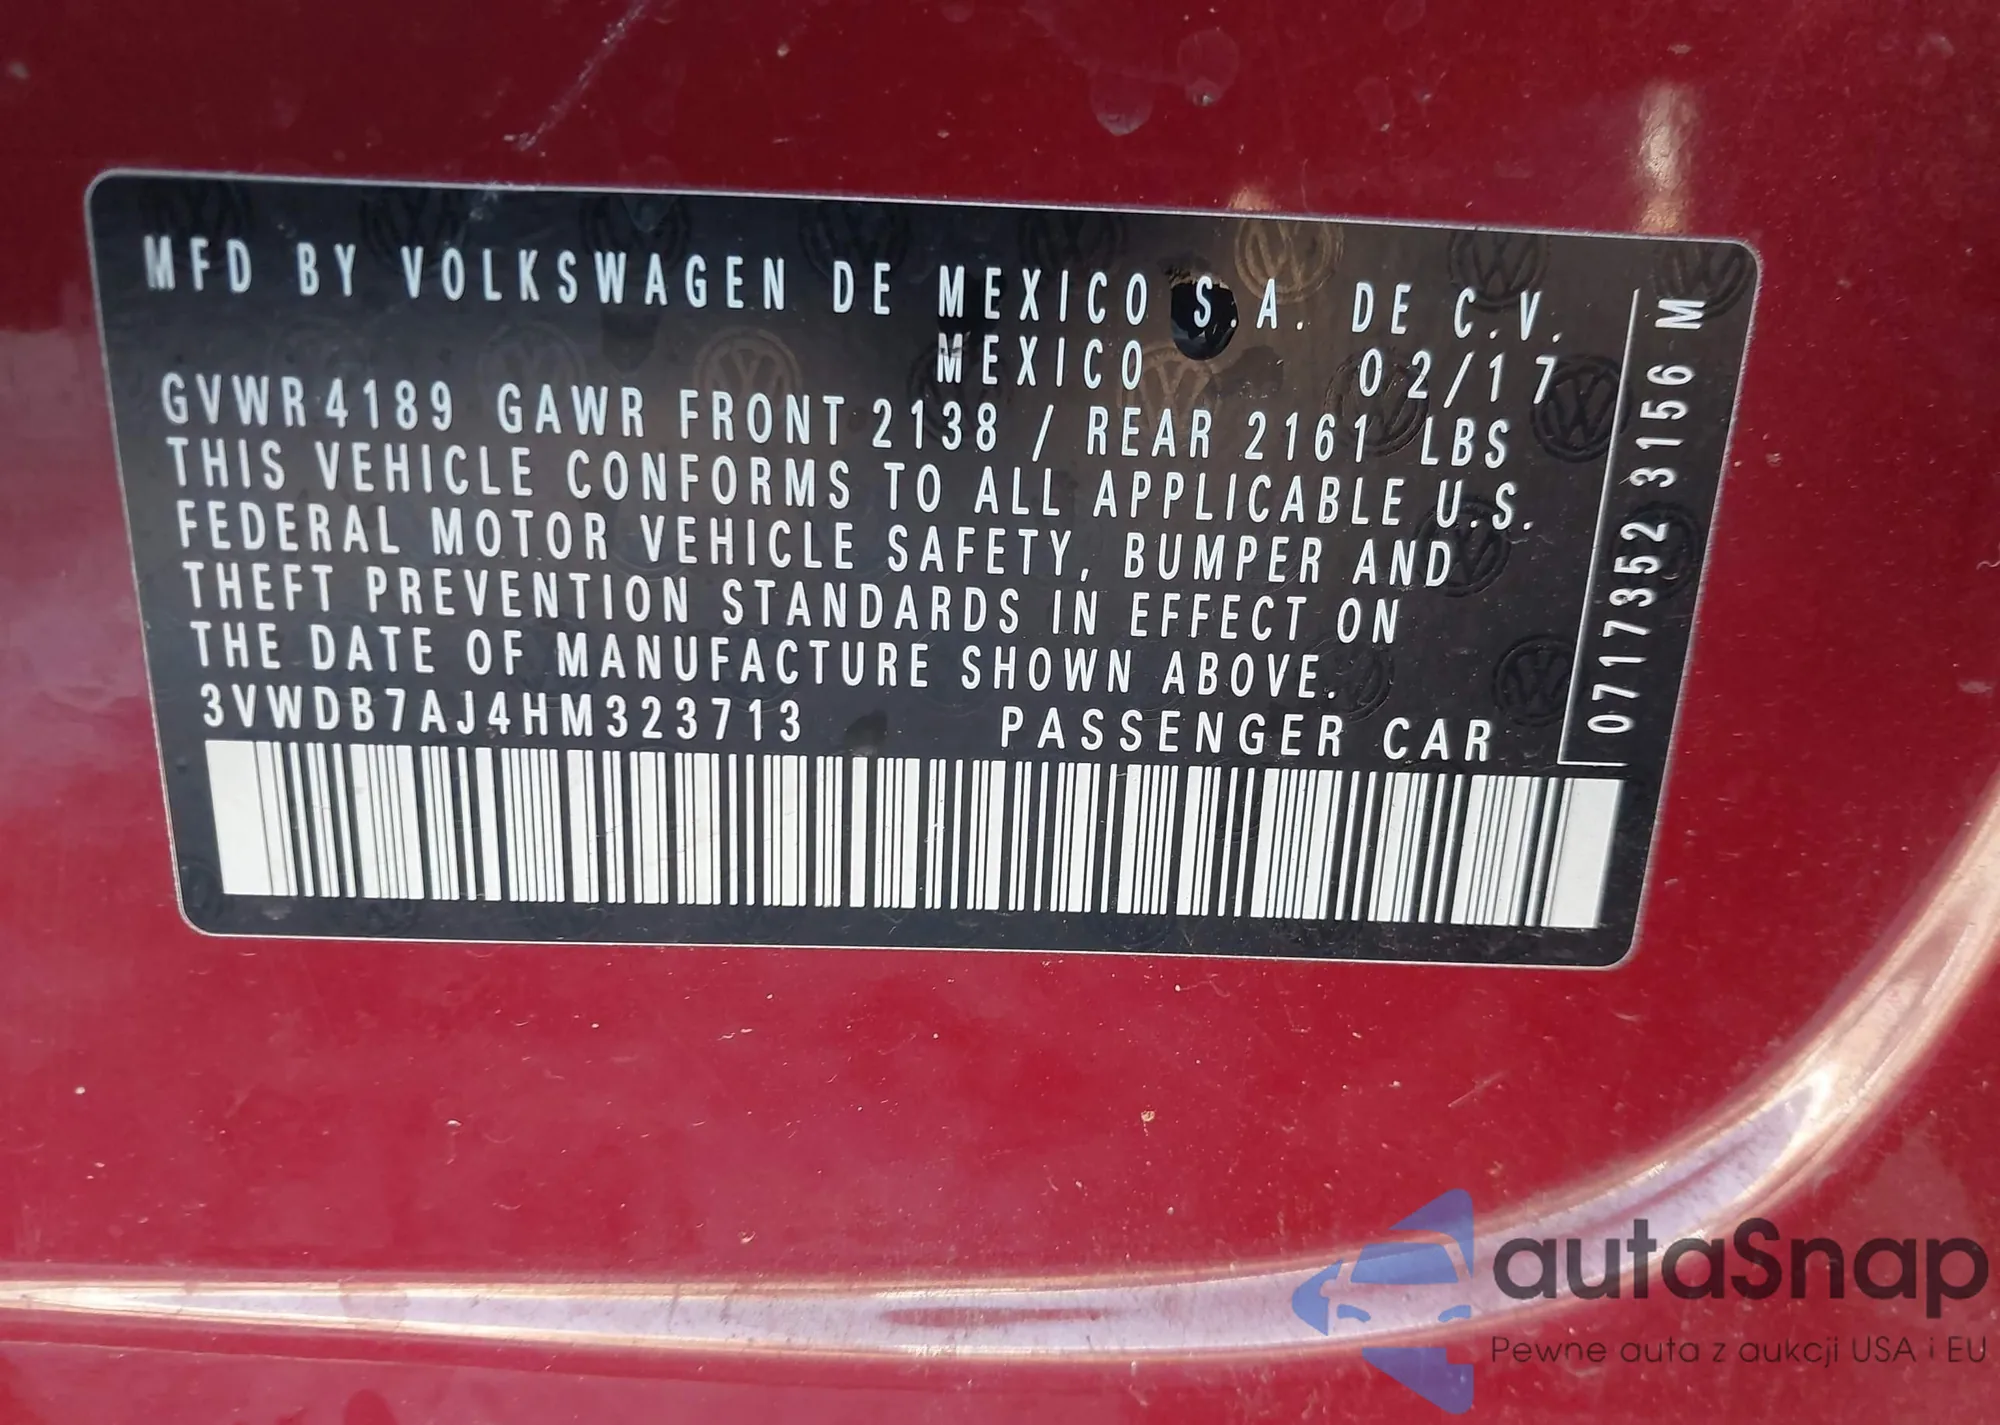 MFD BY VOLKSWAGEN DE MEXICO S.A. DE C.V.
MEXICO 02/17
GVWR 4189 GAWR FRONT 2138 / REAR 2161 LBS
THIS VEHICLE CONFORMS TO ALL APPLICABLE U.S.
FEDERAL MOTOR VEHICLE SAFETY, BUMPER AND
THEFT PREVENTION STANDARDS IN EFFECT ON
THE DATE OF MANUFACTURE SHOWN ABOVE.
3VWDB7AJ4HM323713 PASSENGER CAR
0717352 3156 M
autaSnap
Pewne auta z aukcji USA i EU